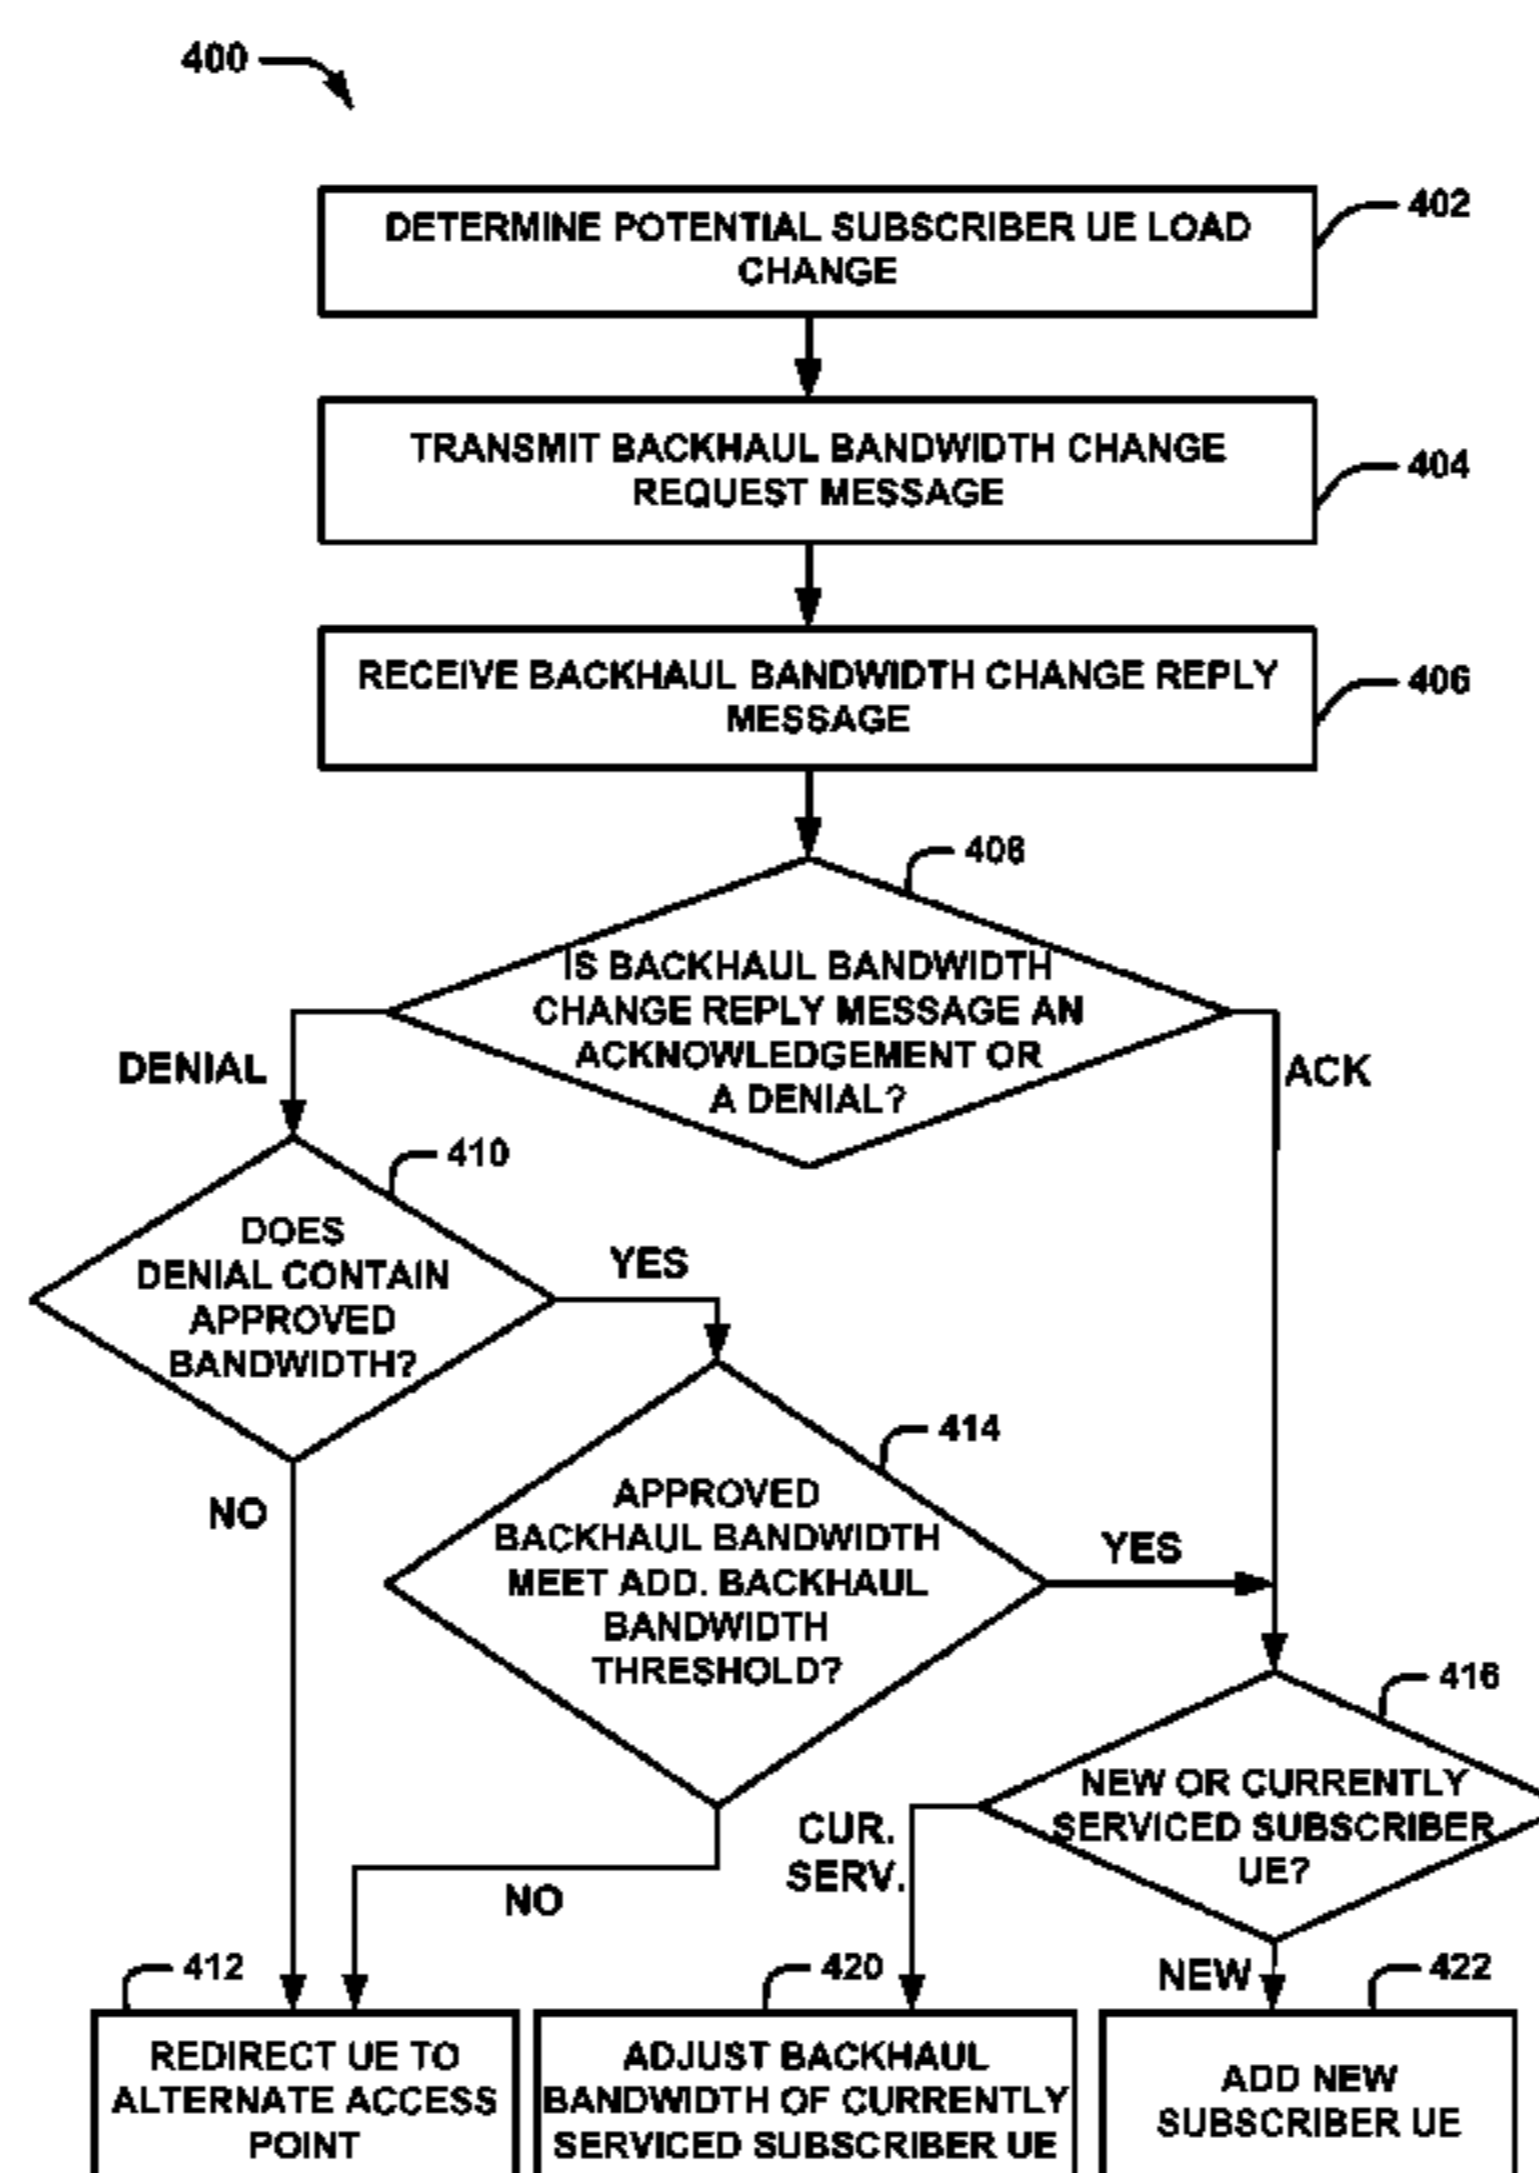 400
DETERMINE POTENTIAL SUBSCRIBER UE LOAD
CHANGE
402
TRANSMIT BACKHAUL BANDWIDTH CHANGE
REQUEST MESSAGE
404
RECEIVE BACKHAUL BANDWIDTH CHANGE REPLY
MESSAGE
406
408
IS BACKHAUL BANDWIDTH
CHANGE REPLY MESSAGE AN
ACKNOWLEDGEMENT OR
A DENIAL?
DENIAL
ACK
410
DOES
DENIAL CONTAIN
APPROVED
BANDWIDTH?
YES
NO
414
APPROVED
BACKHAUL BANDWIDTH
MEET ADD. BACKHAUL
BANDWIDTH
THRESHOLD?
YES
NO
416
NEW OR CURRENTLY
SERVICED SUBSCRIBER
UE?
CUR.
SERV.
NEW
412
REDIRECT UE TO
ALTERNATE ACCESS
POINT
420
ADJUST BACKHAUL
BANDWIDTH OF CURRENTLY
SERVICED SUBSCRIBER UE
422
ADD NEW
SUBSCRIBER UE